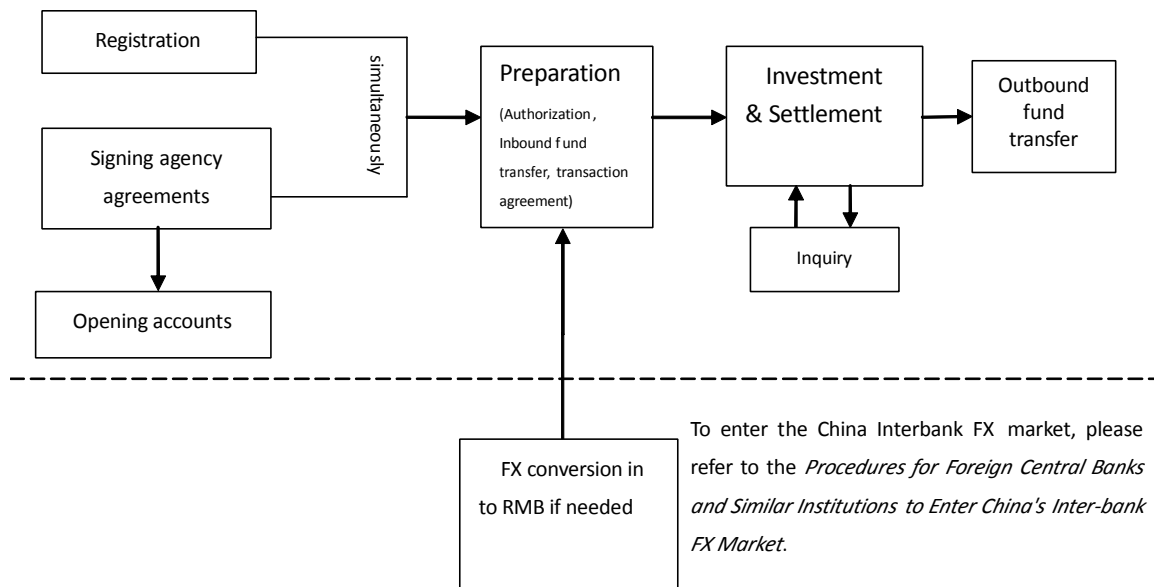 Registration
simultaneously
Signing agency
agreements
Opening accounts
Preparation
(Authorization ,
Inbound fund
transfer, transaction
agreement)
Investment
& Settlement
Inquiry
Outbound
fund
transfer
FX conversion in
to RMB if needed
To enter the China Interbank FX market, please
refer to the Procedures for Foreign Central Banks
and Similar Institutions to Enter China's Inter-bank
FX Market.